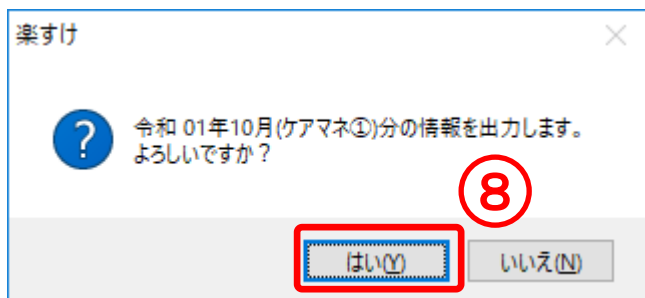 楽すけ
令和 01年10月(ケアマネ①)分の情報を出力します。
よろしいですか？
⑧
はい(Y)
いいえ(N)